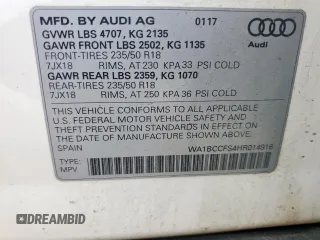 MFD. BY AUDI AG 0117
GVWR LBS 4707, KG 2135
GAWR FRONT LBS 2502, KG 1135
Audi
FRONT-TIRES 235/50 R18
7JX18 RIMS, AT 230 KPA 33 PSI COLD
GAWR REAR LBS 2359, KG 1070
REAR-TIRES 235/50 R18
7JX18 RIMS, AT 250 KPA 36 PSI COLD
THIS VEHICLE CONFORMS TO ALL APPLICABLE
U.S. FEDERAL MOTOR VEHICLE SAFETY AND
THEFT PREVENTION STANDARDS IN EFFECT ON THE
DATE OF MANUFACTURE SHOWN ABOVE.
SPAIN WA1BCCFS4HR014916
TYPE:
MPV
AUTOBIDCAR